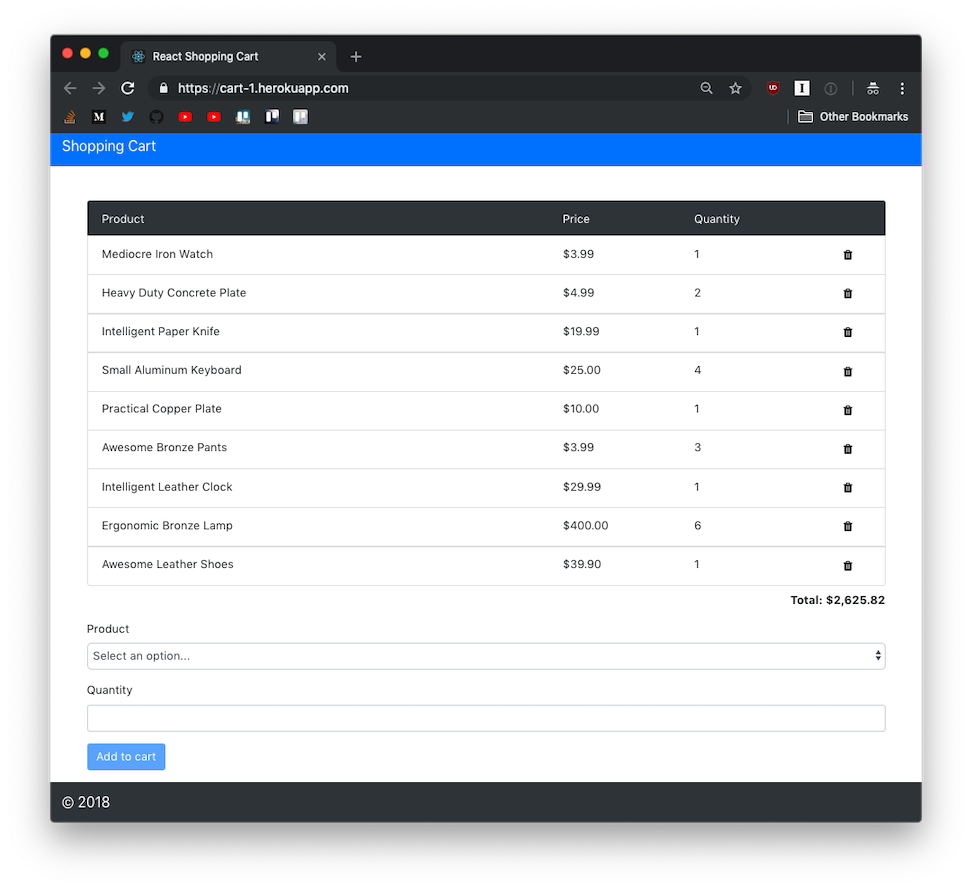 React Shopping Cart
https://cart-1.herokuapp.com
UD
I
M
Other Bookmarks
Shopping Cart
Product Price Quantity
Mediocre Iron Watch $3.99 1
Heavy Duty Concrete Plate $4.99 2
Intelligent Paper Knife $19.99 1
Small Aluminum Keyboard $25.00 4
Practical Copper Plate $10.00 1
Awesome Bronze Pants $3.99 3
Intelligent Leather Clock $29.99 1
Ergonomic Bronze Lamp $400.00 6
Awesome Leather Shoes $39.90 1
Total: $2,625.82
Product
Select an option...
Quantity
Add to cart
© 2018